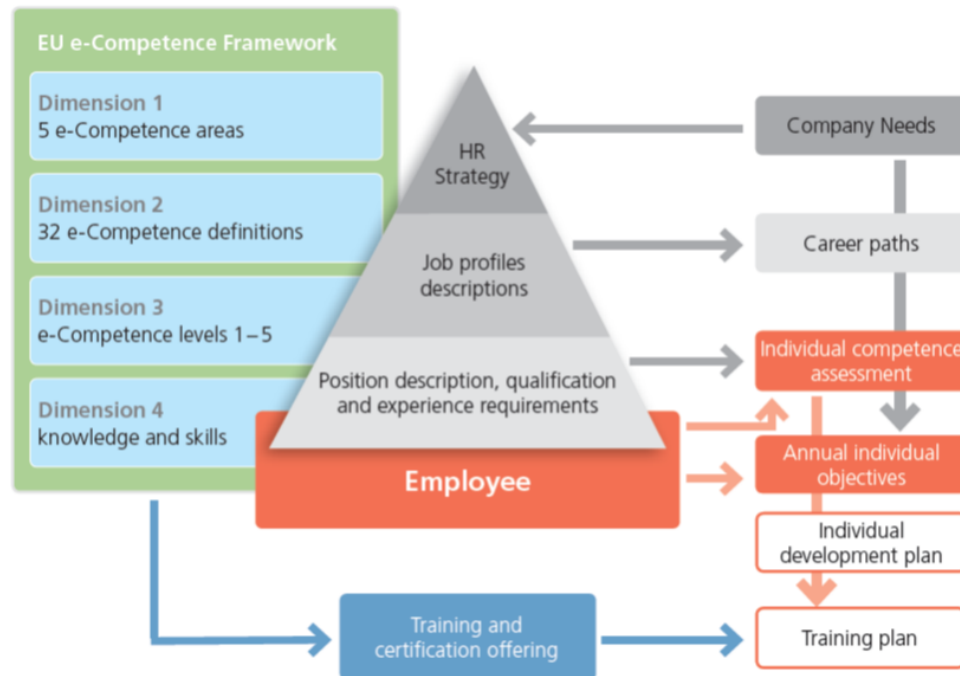 EU e-Competence Framework
Dimension 1
5 e-Competence areas
Dimension 2
32 e-Competence definitions
Dimension 3
e-Competence levels 1–5
Dimension 4
knowledge and skills
HR
Strategy
Job profiles
descriptions
Position description, qualification
and experience requirements
Employee
Company Needs
Career paths
Individual competence
assessment
Annual individual
objectives
Individual
development plan
Training and
certification offering
Training plan